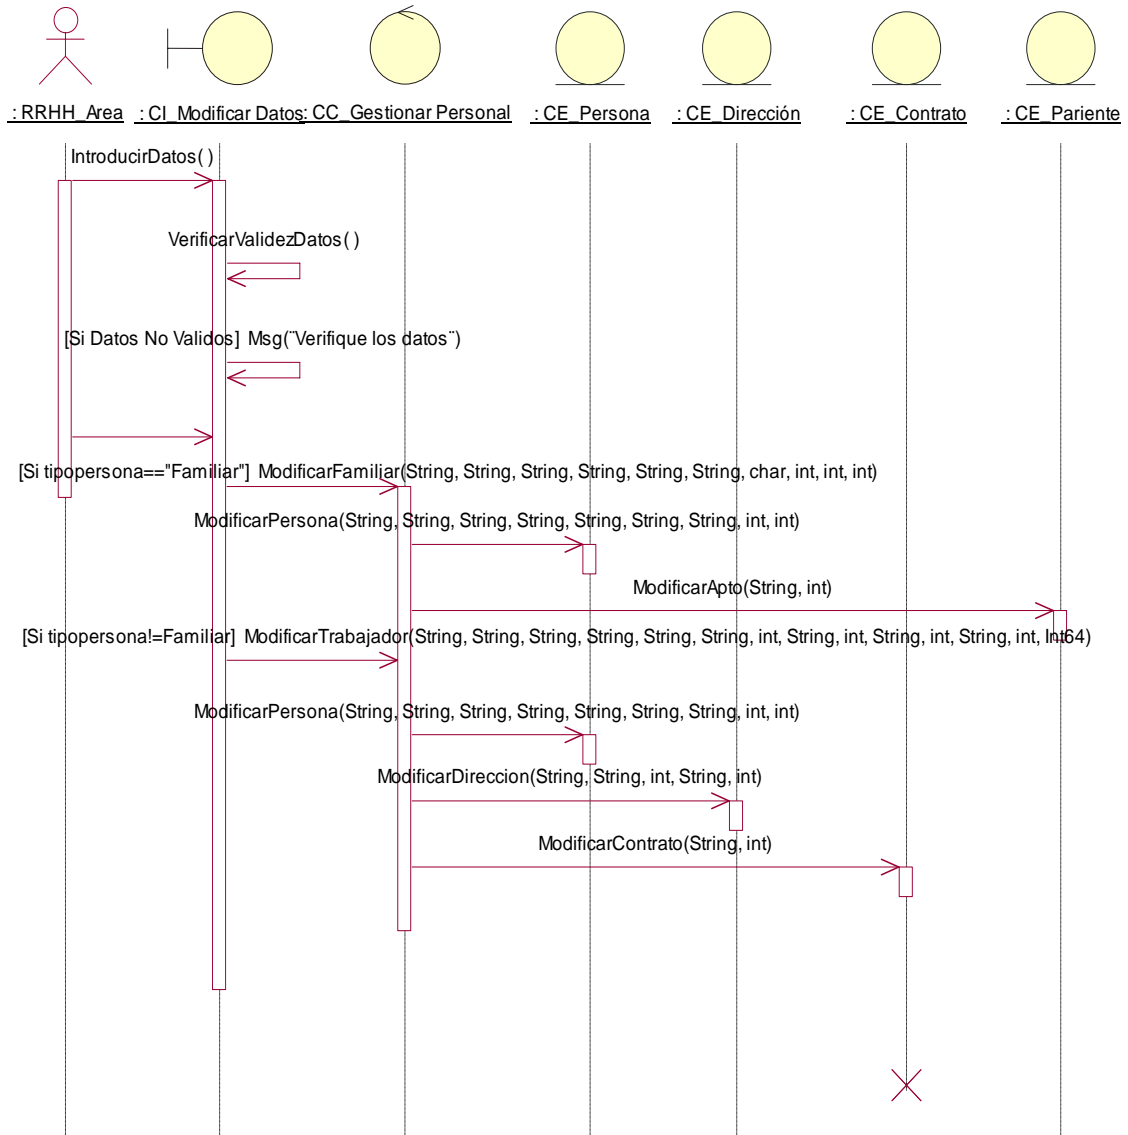 : RRHH_Area
: CI_Modificar Datos
: CC_Gestionar Personal
: CE_Persona
: CE_Dirección
: CE_Contrato
: CE_Pariente
IntroducirDatos( )
VerificarValidezDatos( )
[Si Datos No Validos] Msg(¨Verifique los datos¨)
[Si tipopersona=="Familiar"] ModificarFamiliar(String, String, String, String, String, String, char, int, int, int)
ModificarPersona(String, String, String, String, String, String, String, int, int)
ModificarApto(String, int)
[Si tipopersona!=Familiar] ModificarTrabajador(String, String, String, String, String, String, int, String, int, String, int, String, int, Int64)
ModificarPersona(String, String, String, String, String, String, String, int, int)
ModificarDireccion(String, String, int, String, int)
ModificarContrato(String, int)